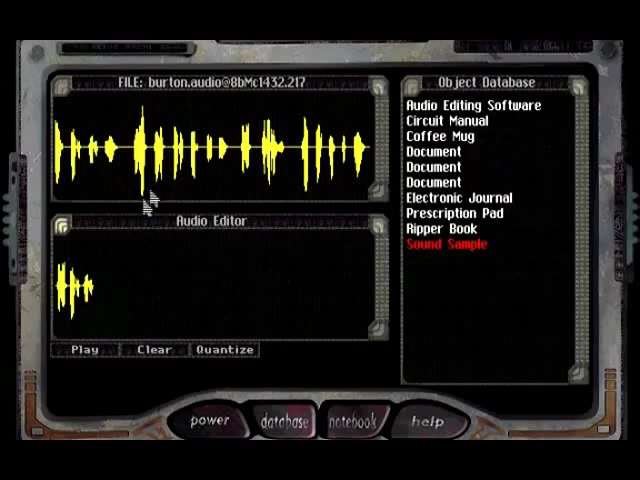 FILE: burton.audio@8bMc1432.217
Object Database
Audio Editing Software
Circuit Manual
Coffee Mug
Document
Document
Document
Electronic Journal
Prescription Pad
Ripper Book
Sound Sample
Audio Editor
Play Clear Quantize
power database notebook help